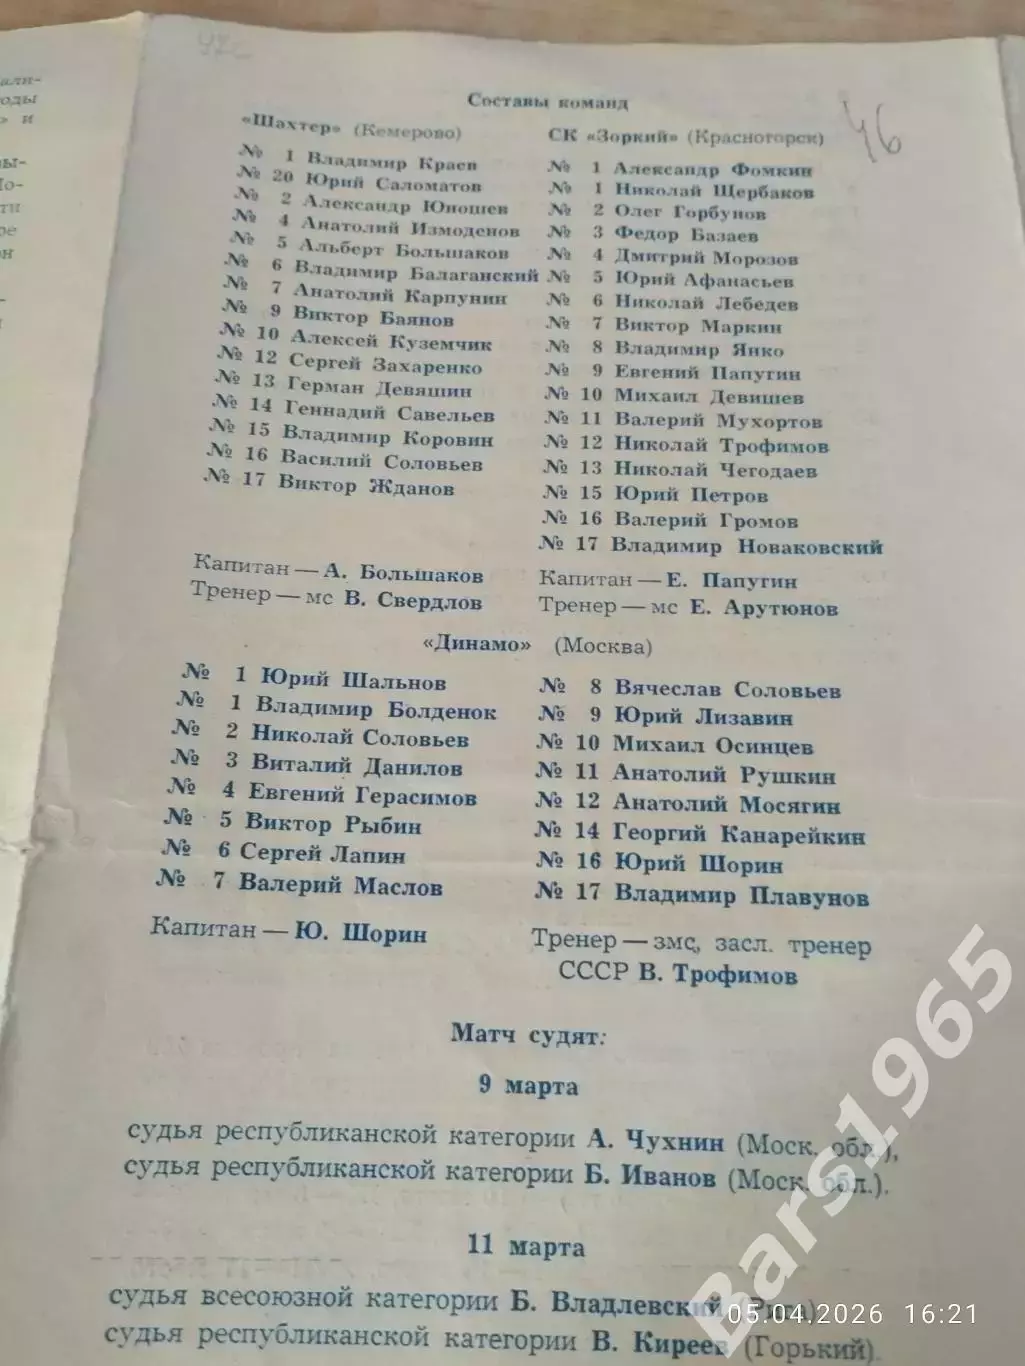 42с
46
али-
оды
» и
ты-
По-
сти
ре
он
Составы команд
«Шахтер» (Кемерово)
№ 1 Владимир Краев
№ 20 Юрий Саломатов
№ 2 Александр Юношев
№ 4 Анатолий Измоденов
№ 5 Альберт Большаков
№ 6 Владимир Балаганский
№ 7 Анатолий Карпунин
№ 9 Виктор Баянов
№ 10 Алексей Куземчик
№ 12 Сергей Захаренко
№ 13 Герман Девяшин
№ 14 Геннадий Савельев
№ 15 Владимир Коровин
№ 16 Василий Соловьев
№ 17 Виктор Жданов
Капитан — А. Большаков
Тренер — мс В. Свердлов
СК «Зоркий» (Красногорск)
№ 1 Александр Фомкин
№ 1 Николай Щербаков
№ 2 Олег Горбунов
№ 3 Федор Базаев
№ 4 Дмитрий Морозов
№ 5 Юрий Афанасьев
№ 6 Николай Лебедев
№ 7 Виктор Маркин
№ 8 Владимир Янко
№ 9 Евгений Папугин
№ 10 Михаил Девишев
№ 11 Валерий Мухортов
№ 12 Николай Трофимов
№ 13 Николай Чегодаев
№ 15 Юрий Петров
№ 16 Валерий Громов
№ 17 Владимир Новаковский
Капитан — Е. Папугин
Тренер — мс Е. Арутюнов
«Динамо» (Москва)
№ 1 Юрий Шальнов
№ 1 Владимир Болденок
№ 2 Николай Соловьев
№ 3 Виталий Данилов
№ 4 Евгений Герасимов
№ 5 Виктор Рыбин
№ 6 Сергей Лапин
№ 7 Валерий Маслов
Капитан — Ю. Шорин
№ 8 Вячеслав Соловьев
№ 9 Юрий Лизавин
№ 10 Михаил Осинцев
№ 11 Анатолий Рушкин
№ 12 Анатолий Мосягин
№ 14 Георгий Канарейкин
№ 16 Юрий Шорин
№ 17 Владимир Плавунов
Тренер — змс, засл. тренер
СССР В. Трофимов
Матч судят:
9 марта
судья республиканской категории А. Чухнин (Моск. обл.),
судья республиканской категории Б. Иванов (Моск. обл.).
11 марта
судья всесоюзной категории Б. Владлевский (Рига),
судья республиканской категории В. Киреев (Горький).
Bars1965
05.04.2026 16:21